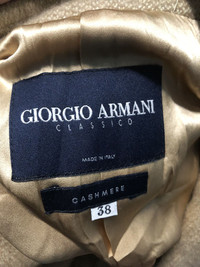 GIORGIO ARMANI
CLASSICO
MADE IN ITALY
CASHMERE
38